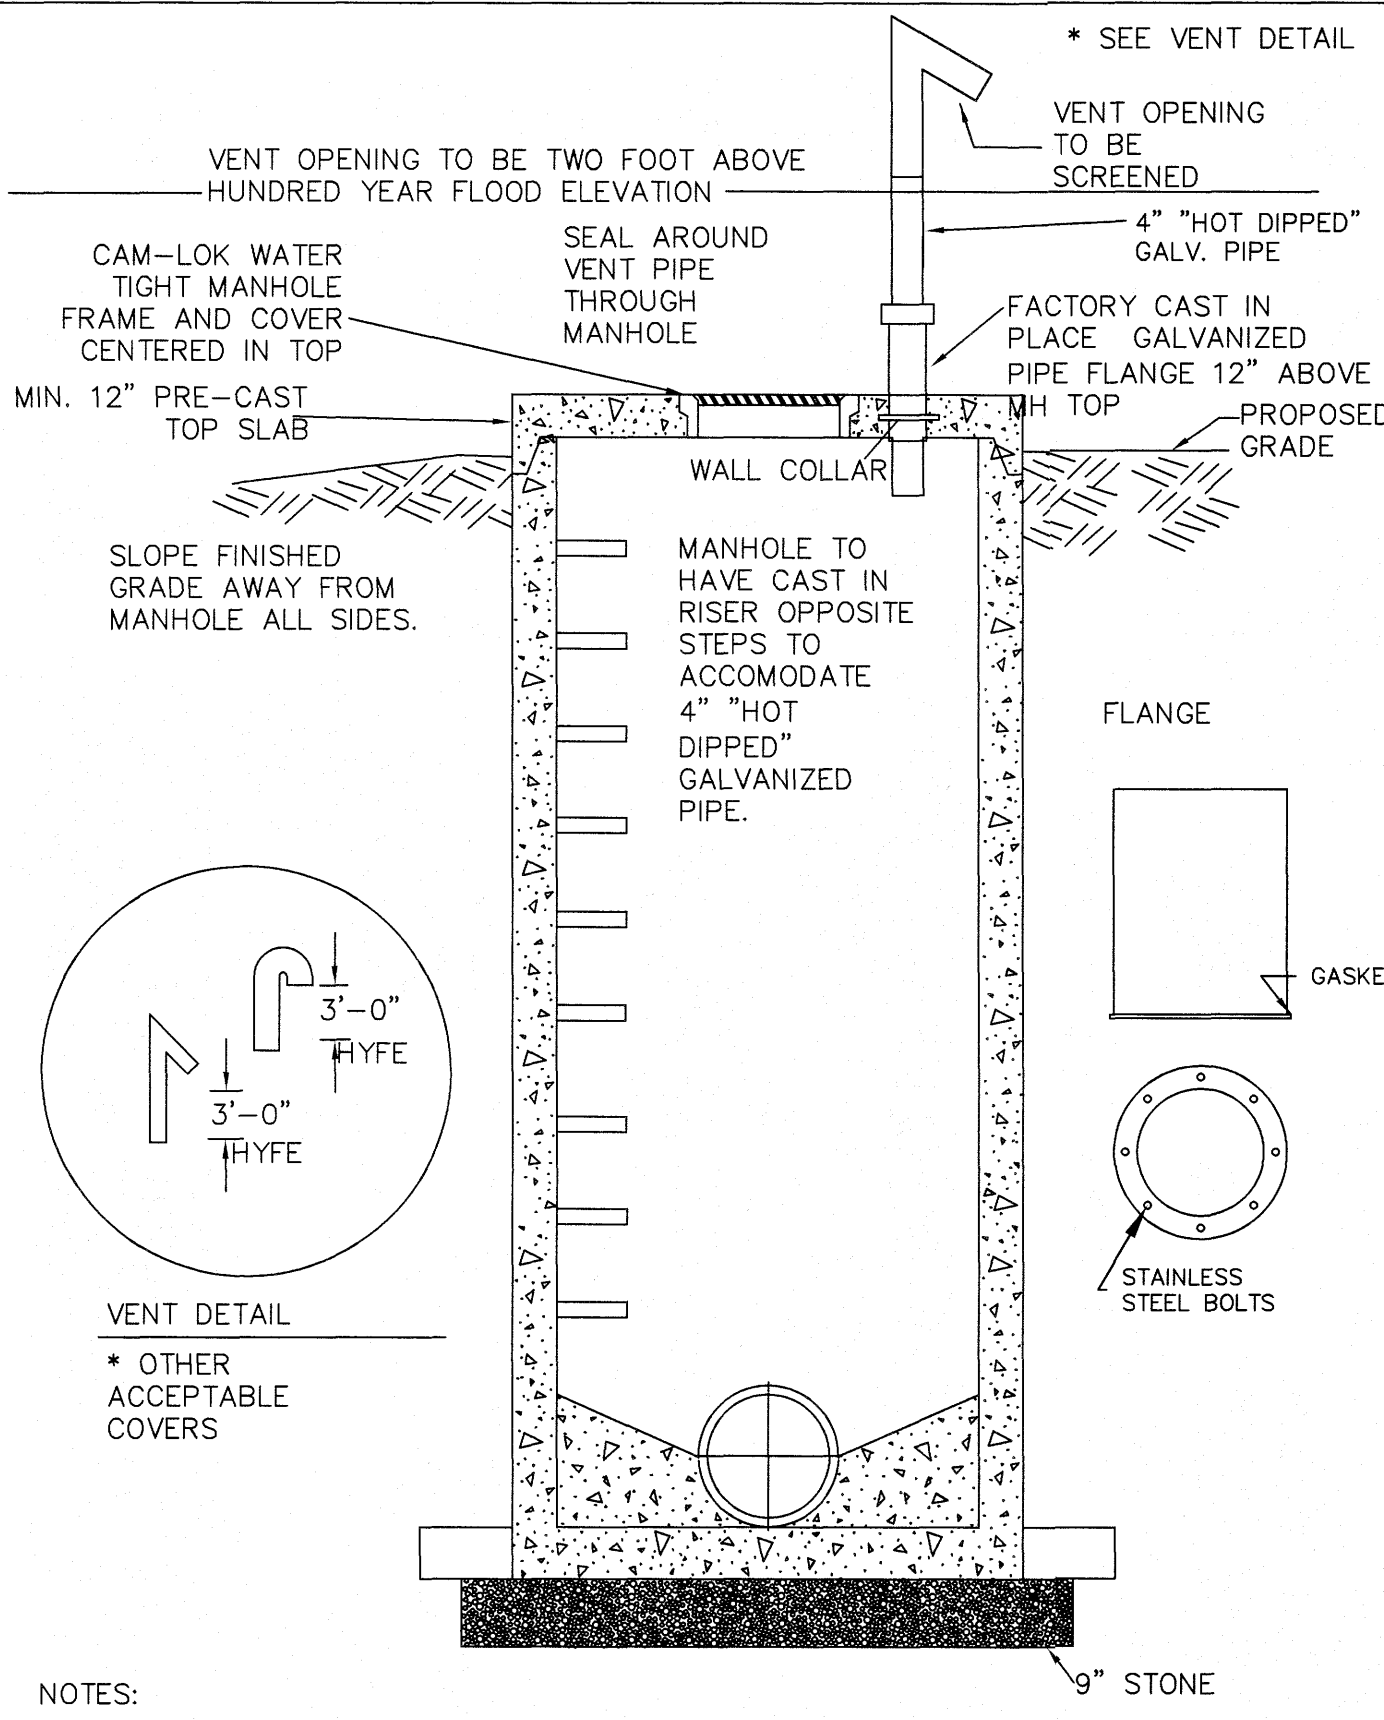 * SEE VENT DETAIL
VENT OPENING
TO BE
SCREENED
VENT OPENING TO BE TWO FOOT ABOVE
HUNDRED YEAR FLOOD ELEVATION
4" "HOT DIPPED"
GALV. PIPE
CAM-LOK WATER
TIGHT MANHOLE
FRAME AND COVER
CENTERED IN TOP
SEAL AROUND
VENT PIPE
THROUGH
MANHOLE
FACTORY CAST IN
PLACE GALVANIZED
PIPE FLANGE 12" ABOVE
MH TOP
MIN. 12" PRE-CAST
TOP SLAB
PROPOSED
GRADE
WALL COLLAR
SLOPE FINISHED
GRADE AWAY FROM
MANHOLE ALL SIDES.
MANHOLE TO
HAVE CAST IN
RISER OPPOSITE
STEPS TO
ACCOMODATE
4" "HOT
DIPPED"
GALVANIZED
PIPE.
FLANGE
GASKE
3'-0"
HYFE
3'-0"
HYFE
STAINLESS
STEEL BOLTS
VENT DETAIL
* OTHER
ACCEPTABLE
COVERS
9" STONE
NOTES: